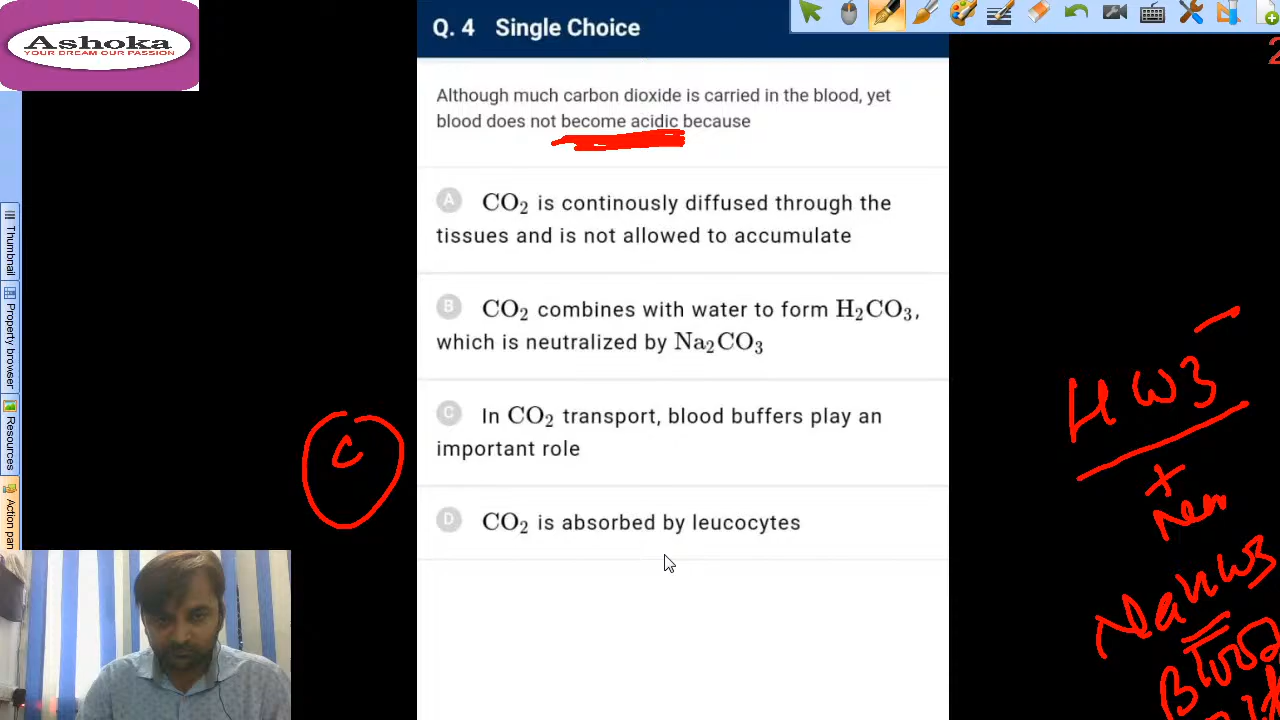 Ashoka
YOUR DREAM OUR PASSION
Q. 4 Single Choice
Although much carbon dioxide is carried in the blood, yet
blood does not become acidic because
A CO₂ is continously diffused through the
tissues and is not allowed to accumulate
B CO₂ combines with water to form H₂CO₃,
which is neutralized by Na₂CO₃
C In CO₂ transport, blood buffers play an
important role
D CO₂ is absorbed by leucocytes
Thumbnail
Property browser
Resources
Action pan
C
2